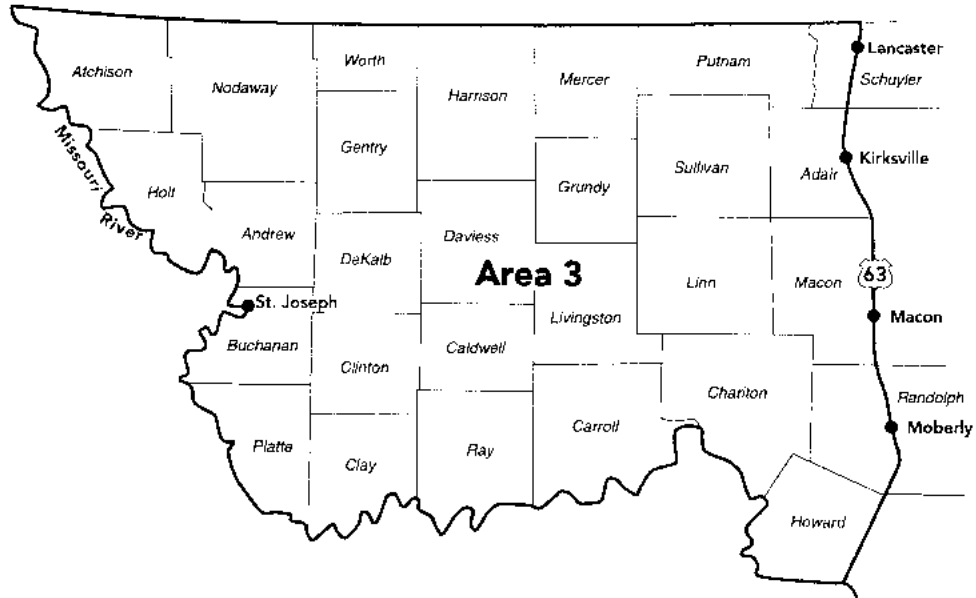 Lancaster
Worth
Putnam
Mercer
Atchison
Schuyler
Nodaway
Harrison
Gentry
Kirksville
Sullivan
Adair
Grundy
Holt
Missouri
River
Andrew
Daviess
DeKalb
Area 3
63
Linn
Macon
St. Joseph
Livingston
Macon
Buchanan
Caldwell
Clinton
Chariton
Randolph
Carroll
Moberly
Platte
Ray
Clay
Howard